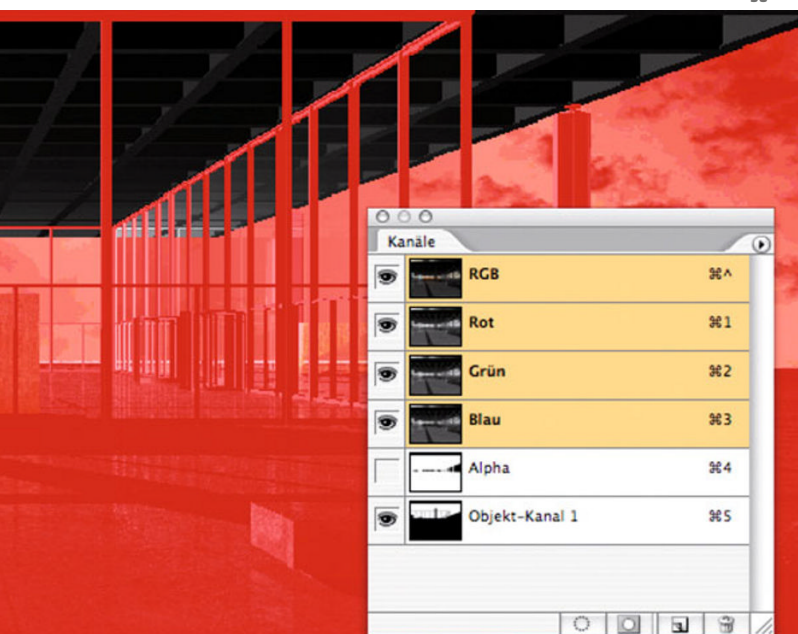 Kanäle
RGB ⌘^
Rot ⌘1
Grün ⌘2
Blau ⌘3
Alpha ⌘4
Objekt-Kanal 1 ⌘5